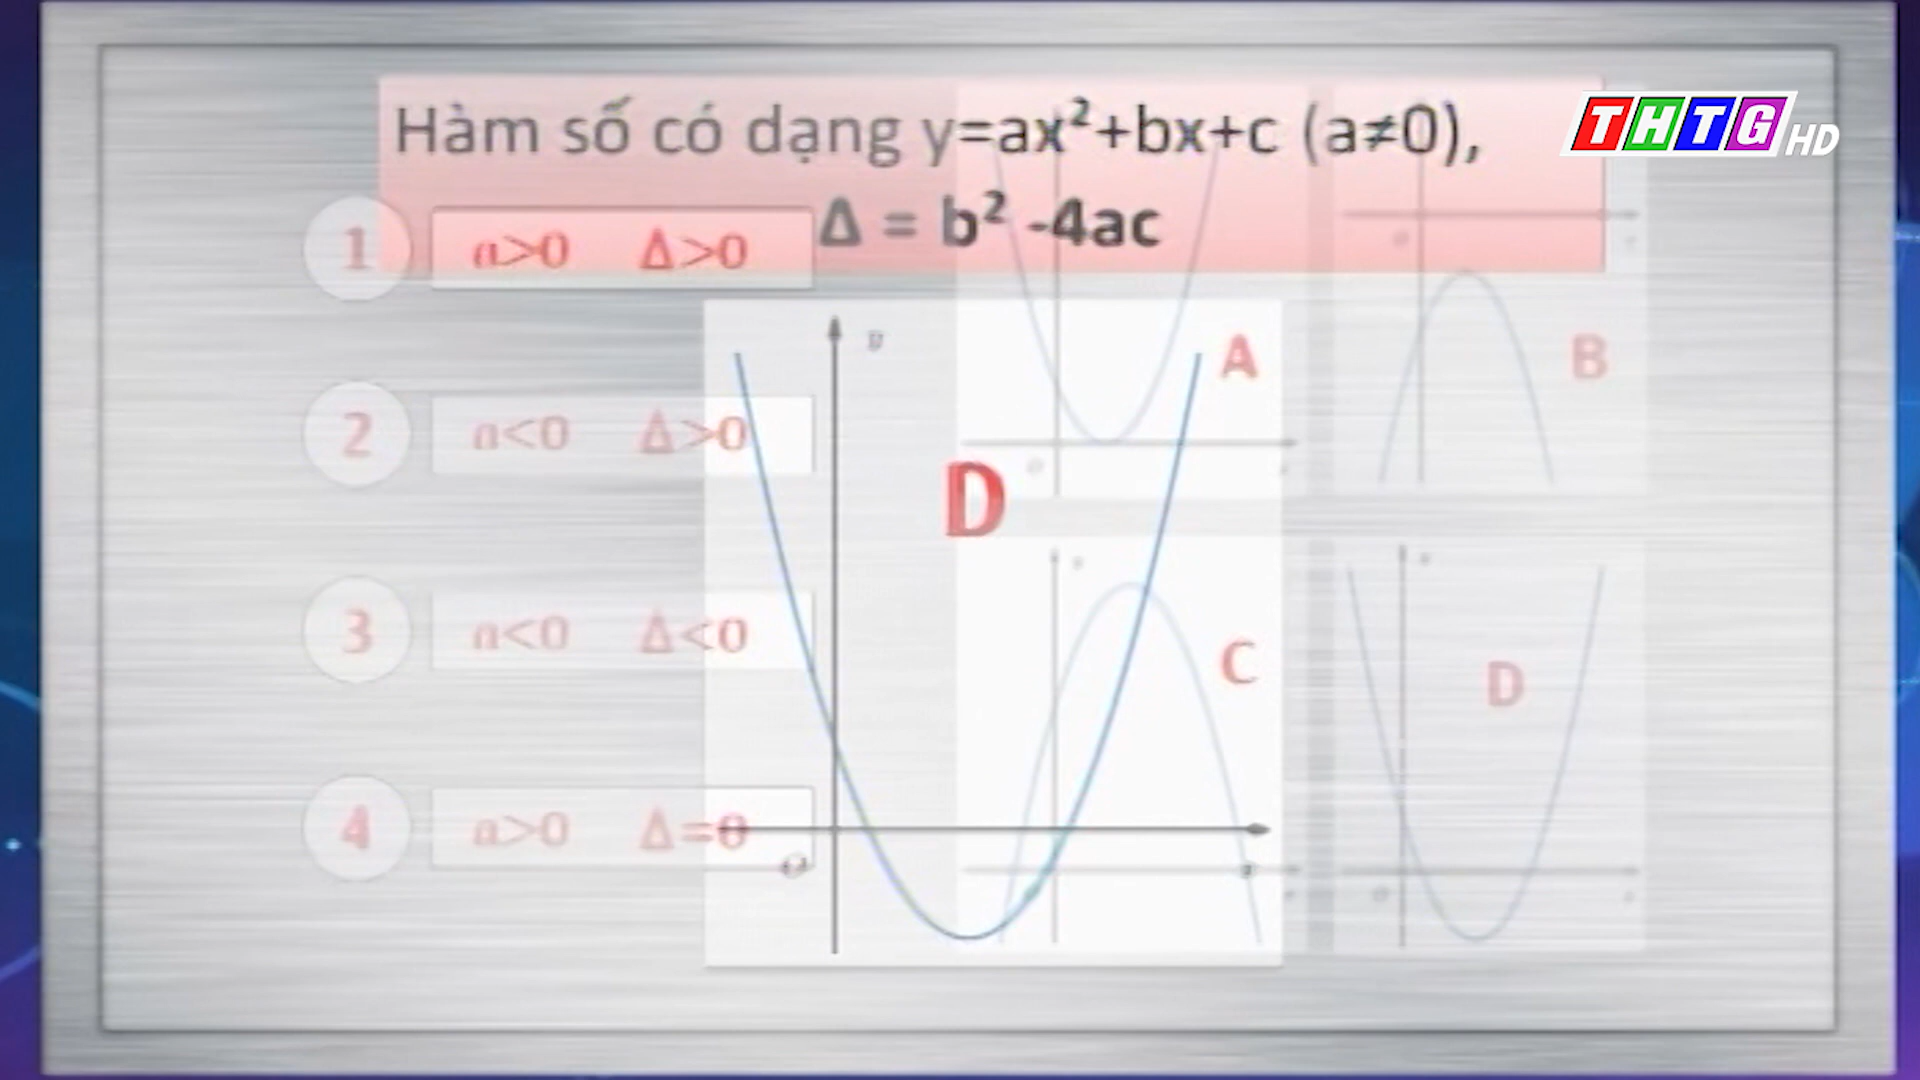 Hàm số có dạng y=ax²+bx+c (a≠0),
Δ = b² -4ac
THTG HD
1 a>0 Δ>0
2 a<0 Δ>0
3 a<0 Δ<0
4 a>0 Δ=0
y
A
B
D
C
D
O
x